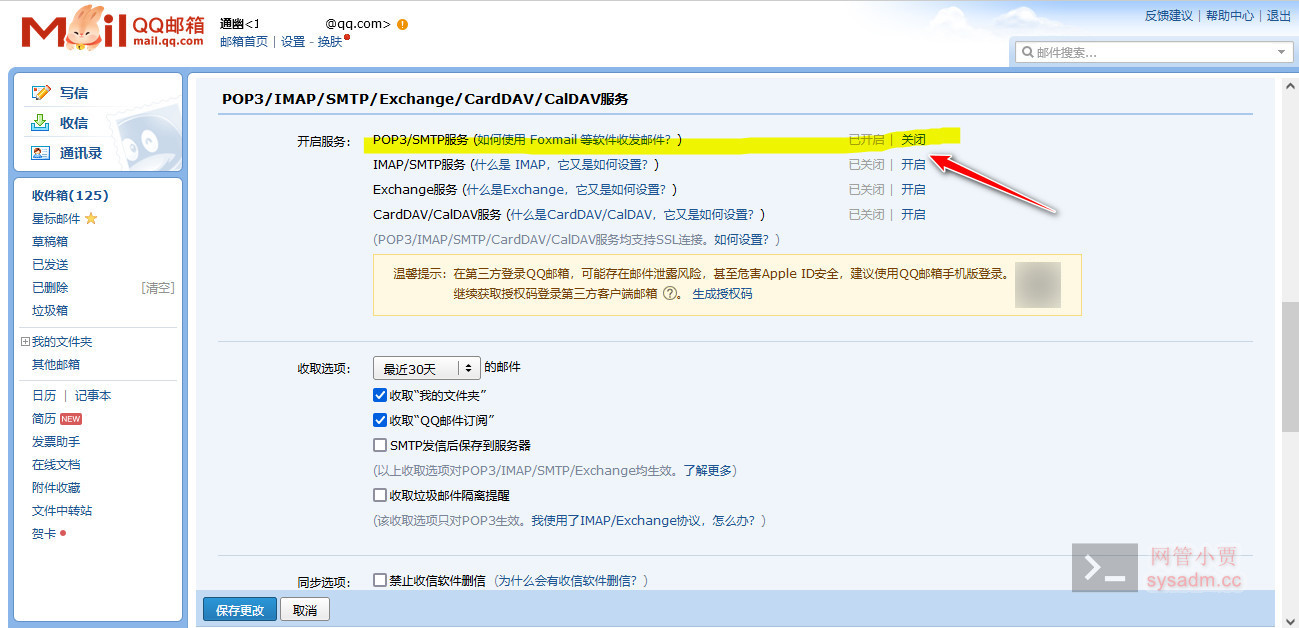 Mail QQ邮箱 mail.qq.com
通幽<1 @qq.com>
邮箱首页 | 设置 - 换肤
反馈建议 | 帮助中心 | 退出
邮件搜索...
写信
收信
通讯录
收件箱(125)
星标邮件
草稿箱
已发送
已删除 [清空]
垃圾箱
我的文件夹
其他邮箱
日历 | 记事本
简历 NEW
发票助手
在线文档
附件收藏
文件中转站
贺卡
POP3/IMAP/SMTP/Exchange/CardDAV/CalDAV服务
开启服务： POP3/SMTP服务 (如何使用 Foxmail 等软件收发邮件？) 已开启 | 关闭
IMAP/SMTP服务 (什么是 IMAP，它又是如何设置？) 已关闭 | 开启
Exchange服务 (什么是Exchange，它又是如何设置？) 已关闭 | 开启
CardDAV/CalDAV服务 (什么是CardDAV/CalDAV，它又是如何设置？) 已关闭 | 开启
(POP3/IMAP/SMTP/CardDAV/CalDAV服务均支持SSL连接。如何设置？)
温馨提示：在第三方登录QQ邮箱，可能存在邮件泄露风险，甚至危害Apple ID安全，建议使用QQ邮箱手机版登录。
继续获取授权码登录第三方客户端邮箱 ?。 生成授权码
收取选项： 最近30天 的邮件
收取“我的文件夹”
收取“QQ邮件订阅”
SMTP发信后保存到服务器
(以上收取选项对POP3/IMAP/SMTP/Exchange均生效。了解更多)
收取垃圾邮件隔离提醒
(该收取选项只对POP3生效。我使用了IMAP/Exchange协议，怎么办？)
同步选项： 禁止收信软件删信 (为什么会有收信软件删信？)
保存更改 取消
网管小贾
sysadm.cc